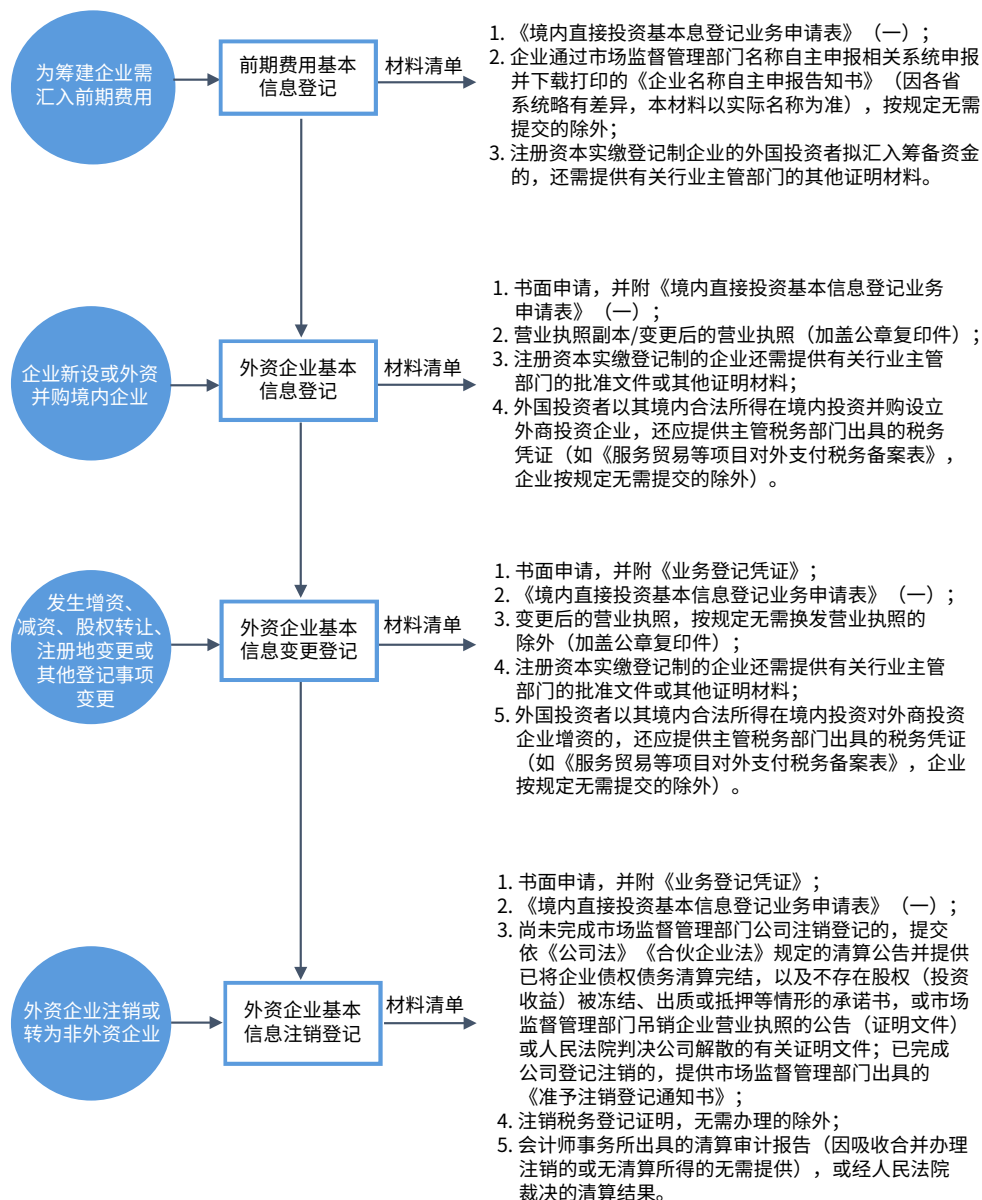 为筹建企业需
汇入前期费用
前期费用基本
信息登记
材料清单
1. 《境内直接投资基本息登记业务申请表》（一）；
2. 企业通过市场监督管理部门名称自主申报相关系统申报
并下载打印的《企业名称自主申报告知书》（因各省
系统略有差异，本材料以实际名称为准），按规定无需
提交的除外；
3. 注册资本实缴登记制企业的外国投资者拟汇入筹备资金
的，还需提供有关行业主管部门的其他证明材料。
企业新设或外资
并购境内企业
外资企业基本
信息登记
材料清单
1. 书面申请，并附《境内直接投资基本信息登记业务
申请表》（一）；
2. 营业执照副本/变更后的营业执照（加盖公章复印件）；
3. 注册资本实缴登记制的企业还需提供有关行业主管
部门的批准文件或其他证明材料；
4. 外国投资者以其境内合法所得在境内投资并购设立
外商投资企业，还应提供主管税务部门出具的税务
凭证（如《服务贸易等项目对外支付税务备案表》，
企业按规定无需提交的除外）。
发生增资、
减资、股权转让、
注册地变更或
其他登记事项
变更
外资企业基本
信息变更登记
材料清单
1. 书面申请，并附《业务登记凭证》；
2. 《境内直接投资基本信息登记业务申请表》（一）；
3. 变更后的营业执照，按规定无需换发营业执照的
除外（加盖公章复印件）；
4. 注册资本实缴登记制的企业还需提供有关行业主管
部门的批准文件或其他证明材料；
5. 外国投资者以其境内合法所得在境内投资对外商投资
企业增资的，还应提供主管税务部门出具的税务凭证
（如《服务贸易等项目对外支付税务备案表》，企业
按规定无需提交的除外）。
外资企业注销或
转为非外资企业
外资企业基本
信息注销登记
材料清单
1. 书面申请，并附《业务登记凭证》；
2. 《境内直接投资基本信息登记业务申请表》（一）；
3. 尚未完成市场监督管理部门公司注销登记的，提交
依《公司法》《合伙企业法》规定的清算公告并提供
已将企业债权债务清算完结，以及不存在股权（投资
收益）被冻结、出质或抵押等情形的承诺书，或市场
监督管理部门吊销企业营业执照的公告（证明文件）
或人民法院判决公司解散的有关证明文件；已完成
公司登记注销的，提供市场监督管理部门出具的
《准予注销登记通知书》；
4. 注销税务登记证明，无需办理的除外；
5. 会计师事务所出具的清算审计报告（因吸收合并办理
注销的或无清算所得的无需提供），或经人民法院
裁决的清算结果。